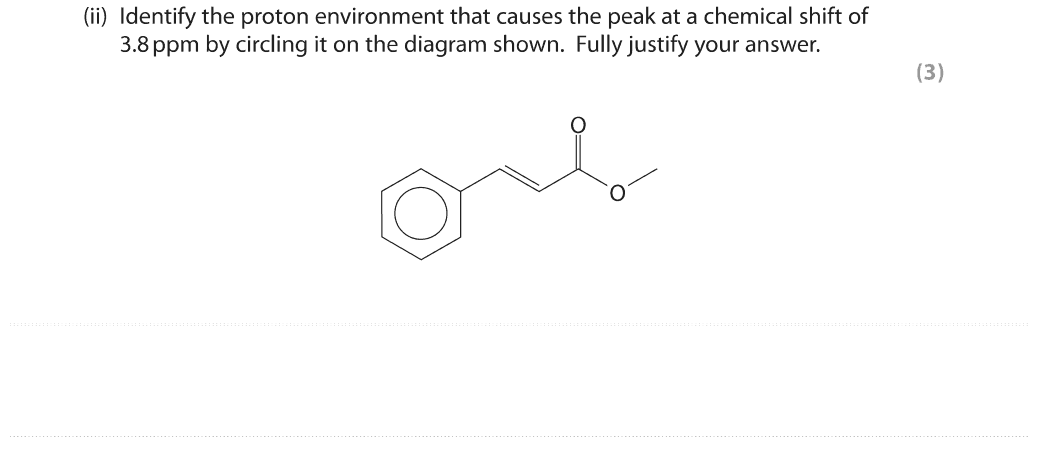 (ii) Identify the proton environment that causes the peak at a chemical shift of
3.8 ppm by circling it on the diagram shown. Fully justify your answer.
(3)
O
O